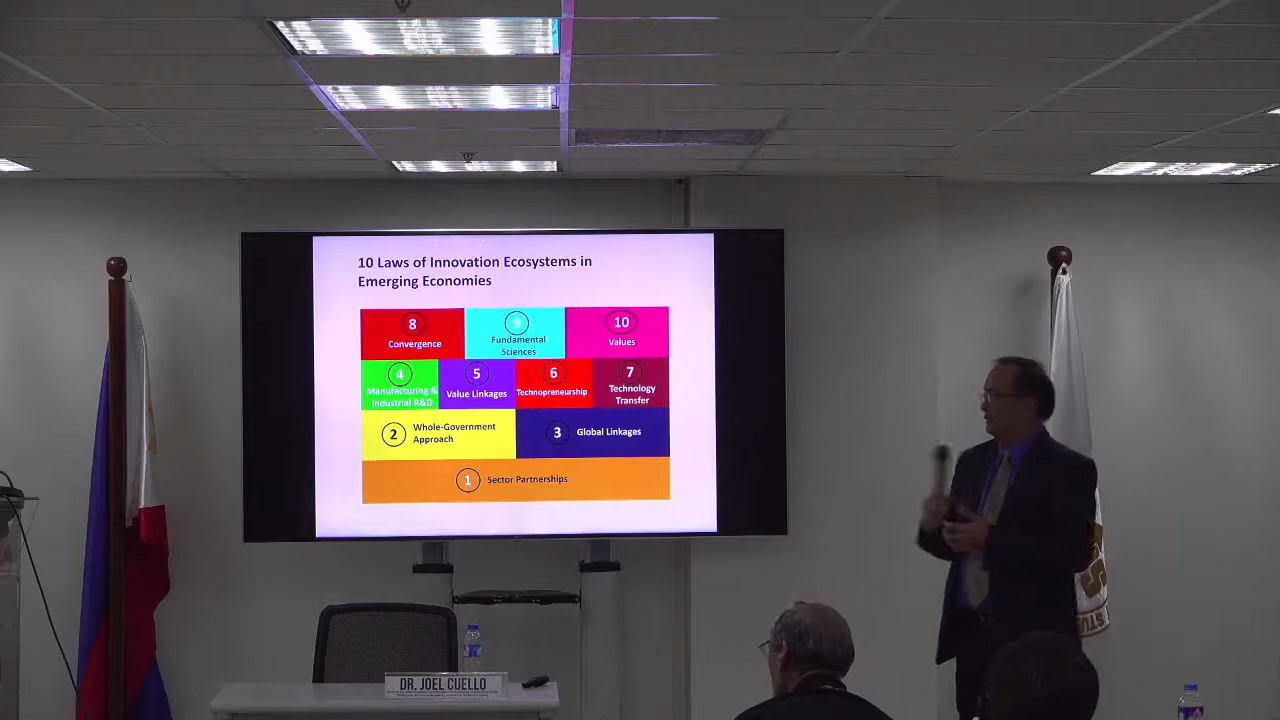 10 Laws of Innovation Ecosystems in
Emerging Economies
8
Convergence
9
Fundamental
Sciences
10
Values
4
Manufacturing &
Industrial R&D
5
Value Linkages
6
Technopreneurship
7
Technology
Transfer
2
Whole-Government
Approach
3
Global Linkages
1
Sector Partnerships
DR. JOEL CUELLO
STU